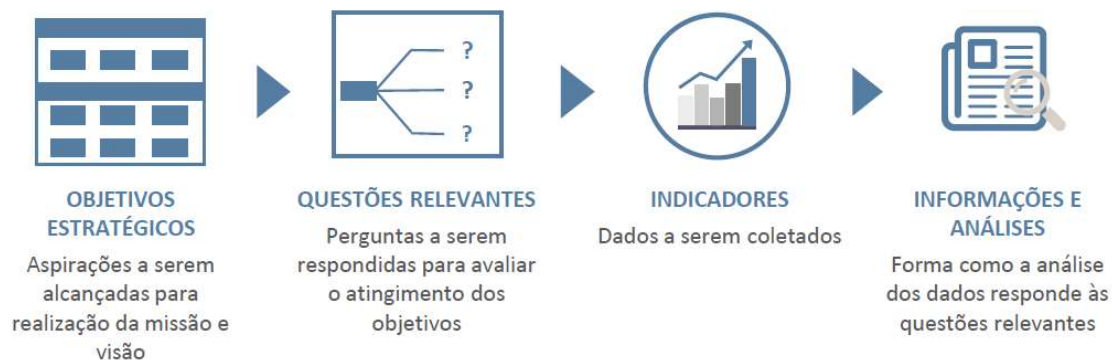 ?
?
?
OBJETIVOS
ESTRATÉGICOS
Aspirações a serem
alcançadas para
realização da missão e
visão
QUESTÕES RELEVANTES
Perguntas a serem
respondidas para avaliar
o atingimento dos
objetivos
INDICADORES
Dados a serem coletados
INFORMAÇÕES E
ANÁLISES
Forma como a análise
dos dados responde às
questões relevantes